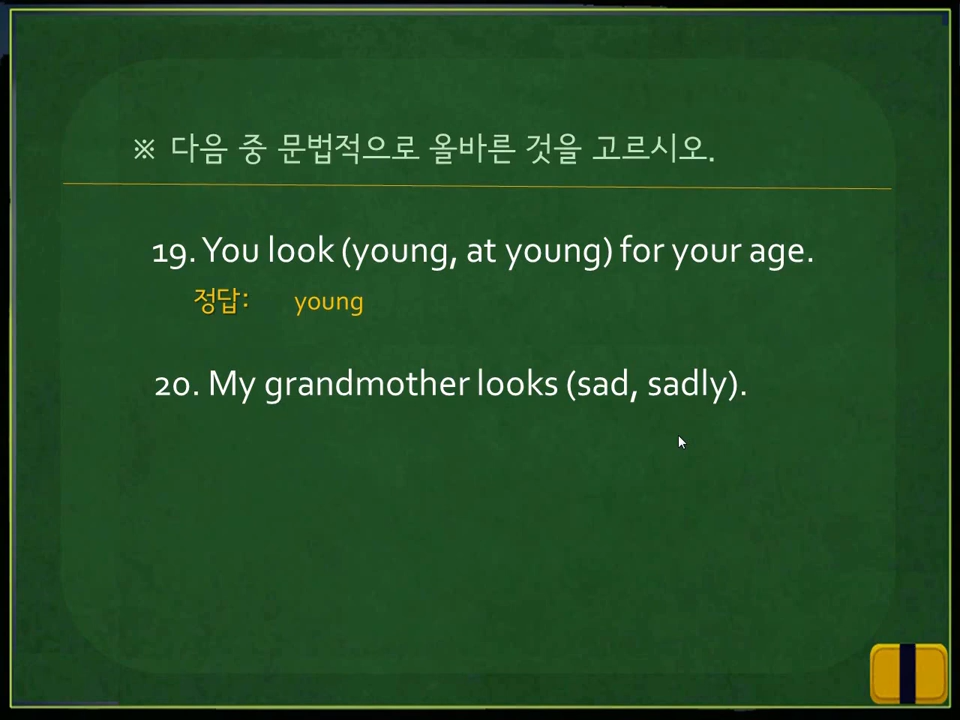 ※ 다음 중 문법적으로 올바른 것을 고르시오.
19. You look (young, at young) for your age.
정답: young
20. My grandmother looks (sad, sadly).